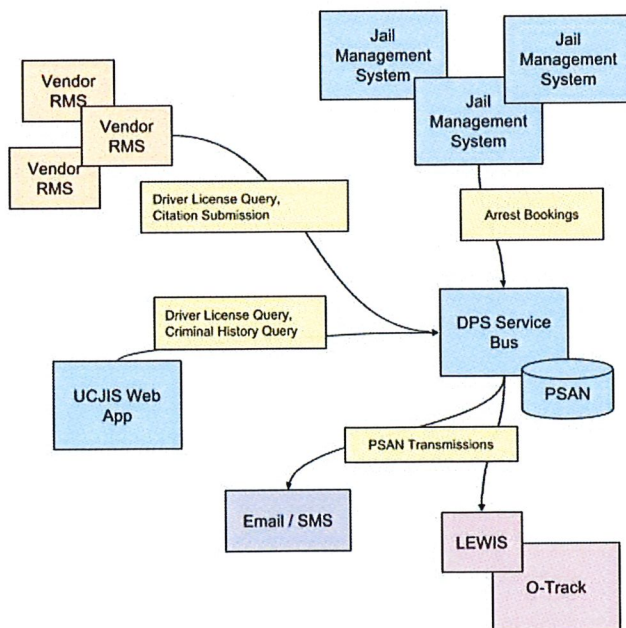 Jail
Management
System
Jail
Management
System
Jail
Management
System
Vendor
RMS
Vendor
RMS
Vendor
RMS
Driver License Query,
Citation Submission
Arrest Bookings
Driver License Query,
Criminal History Query
DPS Service
Bus
PSAN
UCJIS Web
App
PSAN Transmissions
Email / SMS
LEWIS
O-Track